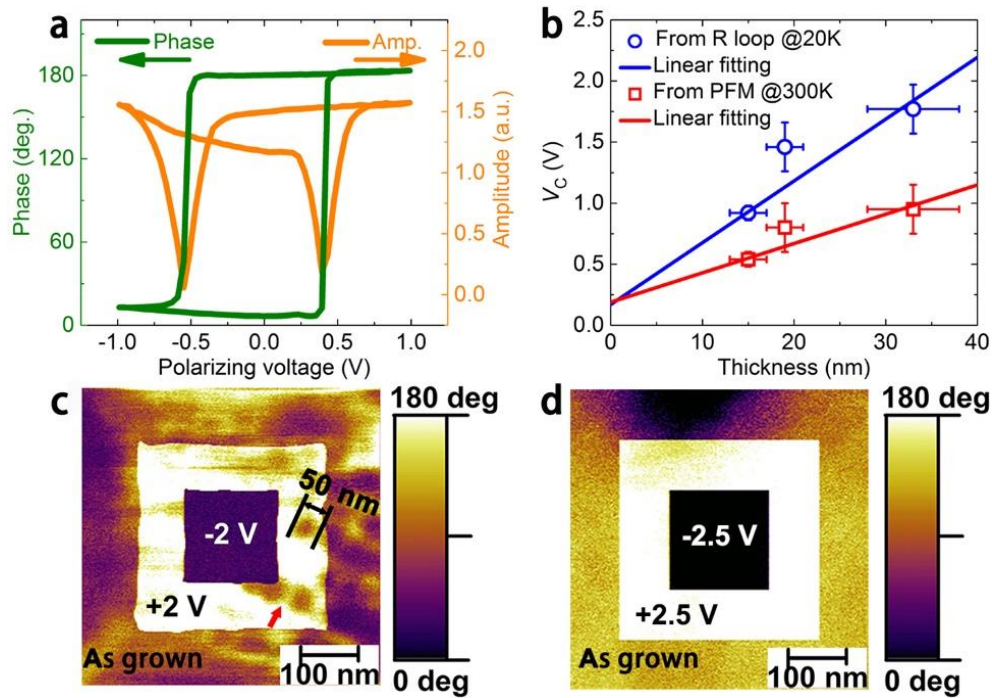 a
Phase
Amp.
180
120
60
0
Phase (deg.)
2.0
1.5
1.0
0.5
0.0
Amplitude (a.u.)
-1.0 -0.5 0.0 0.5 1.0
Polarizing voltage (V)
b
From R loop @20K
Linear fitting
From PFM @300K
Linear fitting
2.5
2.0
1.5
1.0
0.5
0.0
VC (V)
0 10 20 30 40
Thickness (nm)
c
50 nm
-2 V
+2 V
As grown
100 nm
180 deg
0 deg
d
-2.5 V
+2.5 V
As grown
100 nm
180 deg
0 deg